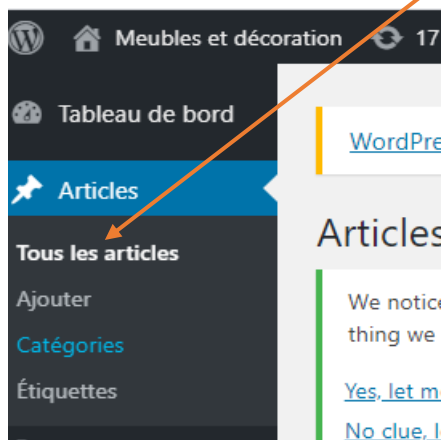 Meubles et décoration 17
Tableau de bord
WordPre
Articles
Articles
Tous les articles
Ajouter
We notice
thing we
Catégories
Étiquettes
Yes, let m
No clue, l